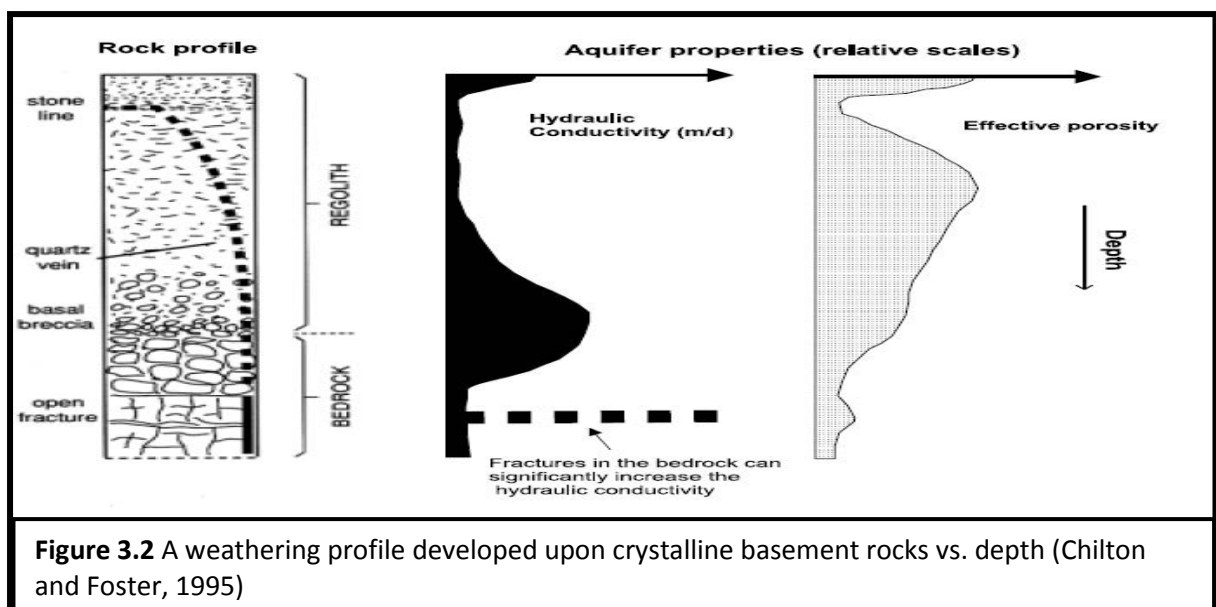 Rock profile
Aquifer properties (relative scales)
stone
line
quartz
vein
basal
breccia
open
fracture
REGOLITH
BEDROCK
Hydraulic
Conductivity (m/d)
Effective porosity
Depth
Fractures in the bedrock can
significantly increase the
hydraulic conductivity
Figure 3.2 A weathering profile developed upon crystalline basement rocks vs. depth (Chilton
and Foster, 1995)